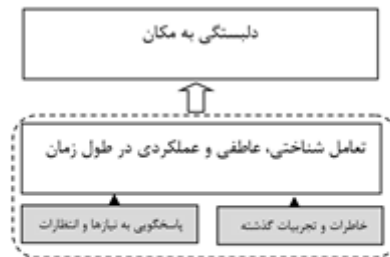 دلبستگی به مکان
تعامل شناختی، عاطفی و عملکردی در طول زمان
خاطرات و تجربیات گذشته
پاسخگویی به نیازها و انتظارات